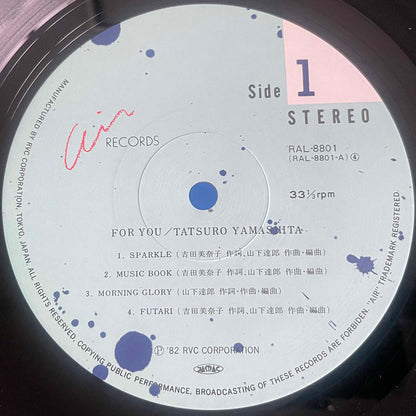 Side 1
STEREO
Air RECORDS
RAL-8801
(RAL-8801-A) ④
33⅓rpm
FOR YOU/TATSURO YAMASHITA
1. SPARKLE (吉田美奈子 作詞、山下達郎 作曲・編曲)
2. MUSIC BOOK (吉田美奈子 作詞、山下達郎 作曲・編曲)
3. MORNING GLORY (山下達郎 作詞・作曲・編曲)
4. FUTARI (吉田美奈子 作詞、山下達郎 作曲・編曲)
Ⓟ '82 RVC CORPORATION
JASRAC
MANUFACTURED BY RVC CORPORATION, TOKYO, JAPAN. ALL RIGHTS RESERVED. COPYING, PUBLIC PERFORMANCE, BROADCASTING OF THESE RECORDS ARE FORBIDEN. "AIR" TRADEMARK REGISTERED.